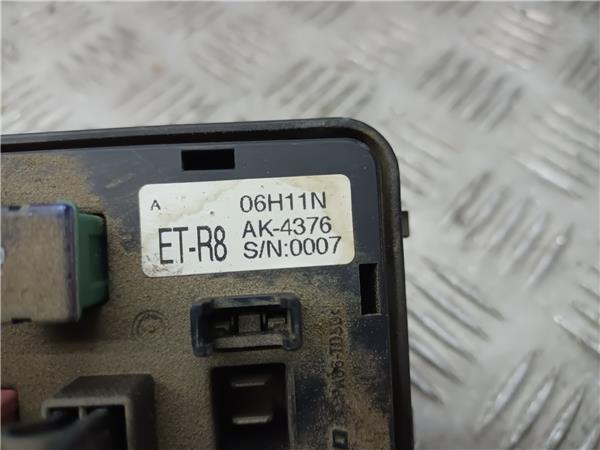 A 06H11N
ET-R8 AK-4376
S/N:0007